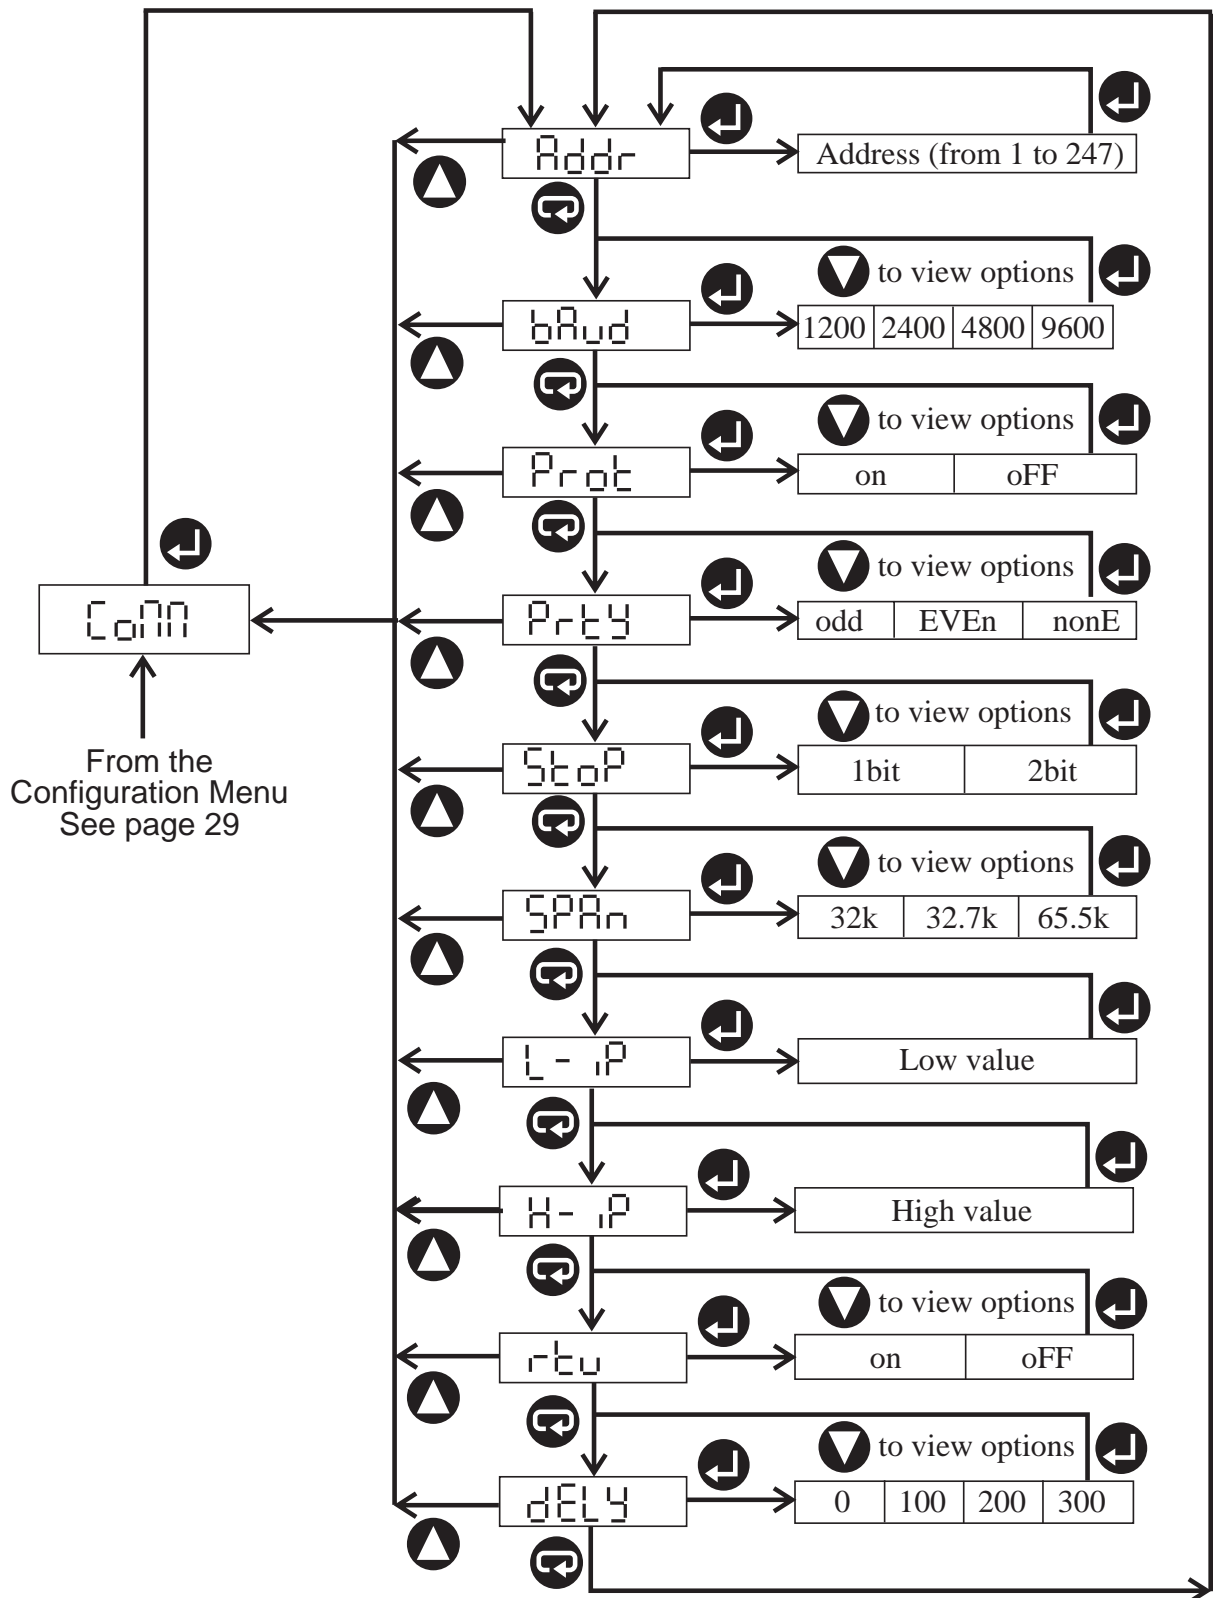 Addr
Address (from 1 to 247)
to view options
bAud
1200 2400 4800 9600
to view options
Prot
on oFF
to view options
PrtY
odd EVEn nonE
CoMM
From the
Configuration Menu
See page 29
to view options
StoP
1bit 2bit
to view options
SPAn
32k 32.7k 65.5k
L- iP
Low value
H- iP
High value
to view options
rtu
on oFF
to view options
dELY
0 100 200 300